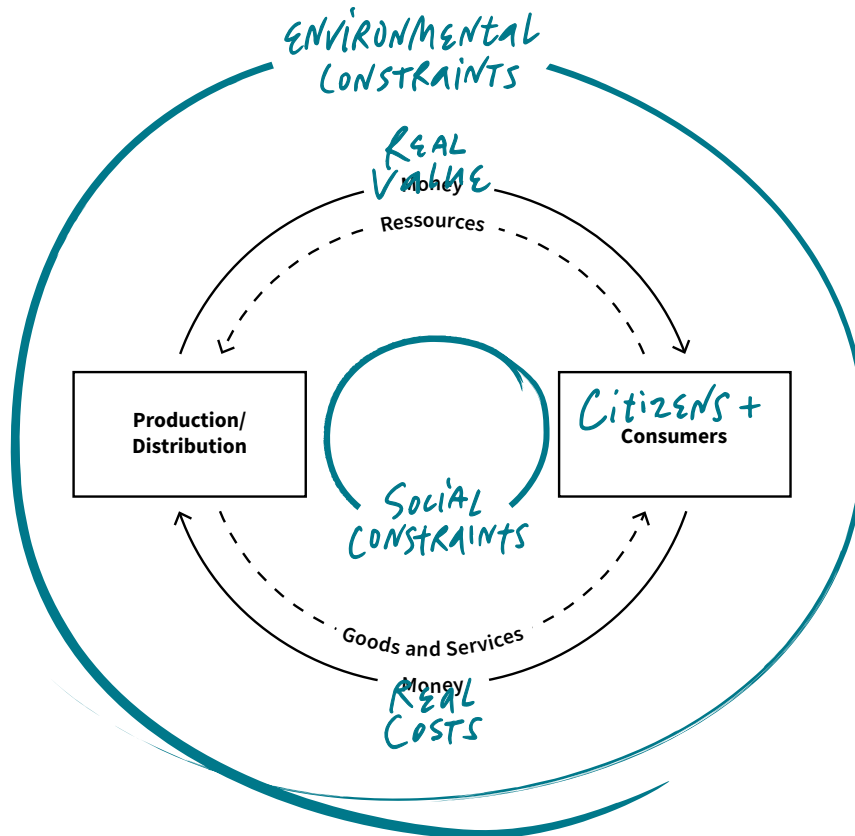 ENVIRONMENTAL
CONSTRAINTS
REAL
VALUE
Money
Ressources
Production/
Distribution
Citizens +
Consumers
SOCIAL
CONSTRAINTS
Goods and Services
Money
REAL
COSTS